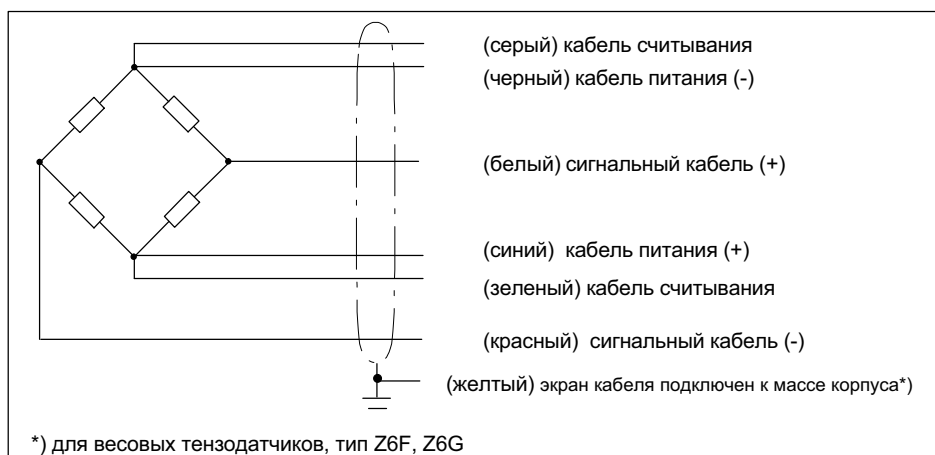 (серый) кабель считывания
(черный) кабель питания (-)
(белый) сигнальный кабель (+)
(синий) кабель питания (+)
(зеленый) кабель считывания
(красный) сигнальный кабель (-)
(желтый) экран кабеля подключен к массе корпуса*)
*) для весовых тензодатчиков, тип Z6F, Z6G